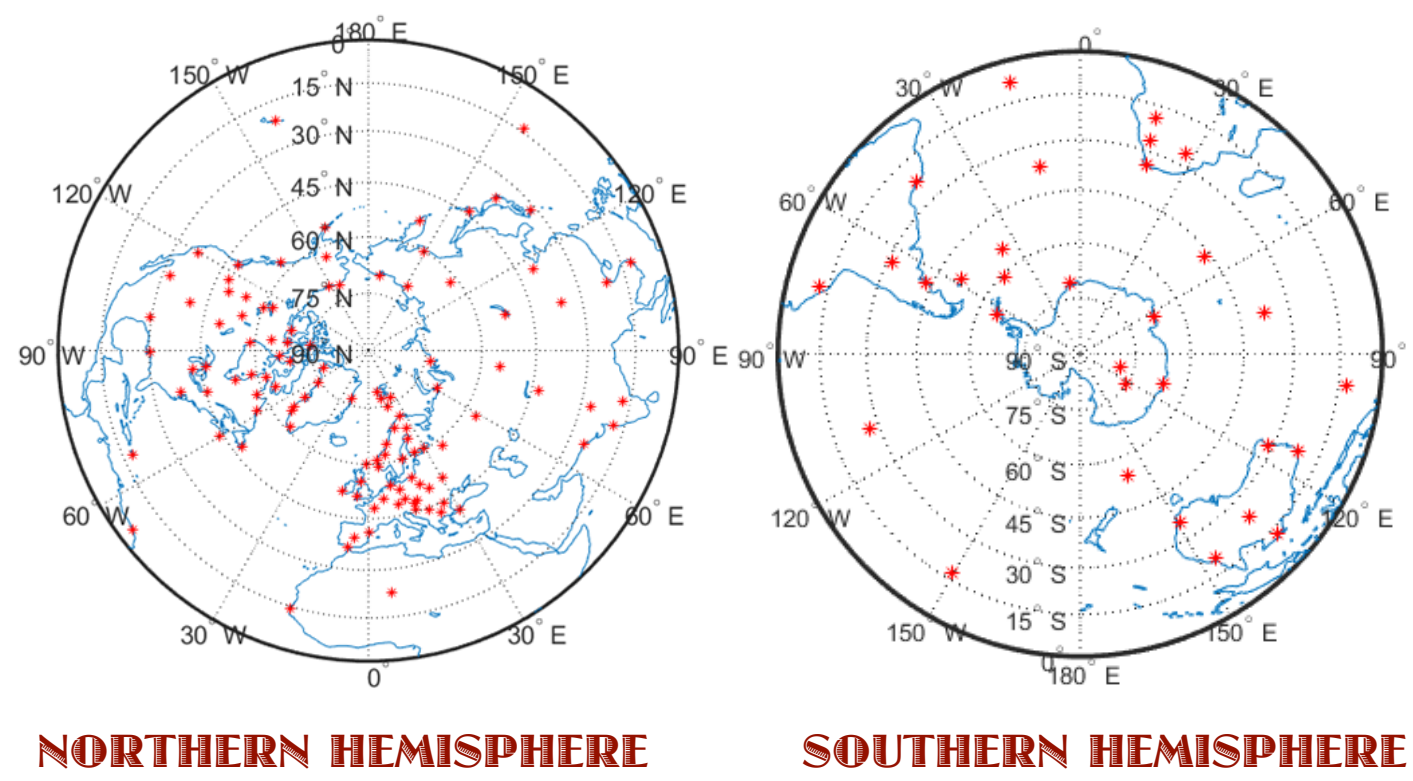 180° E
0°
150° W
150° E
15° N
30° N
120° W
45° N
120° E
60° N
75° N
90° W
90° N
90° E
60° W
60° E
30° W
30° E
0°
0°
30° W
30° E
60° W
60° E
90° W
90° S
90°
75° S
60° S
120° W
45° S
120° E
30° S
150° W
15° S
150° E
0°
180° E
NORTHERN HEMISPHERE
SOUTHERN HEMISPHERE